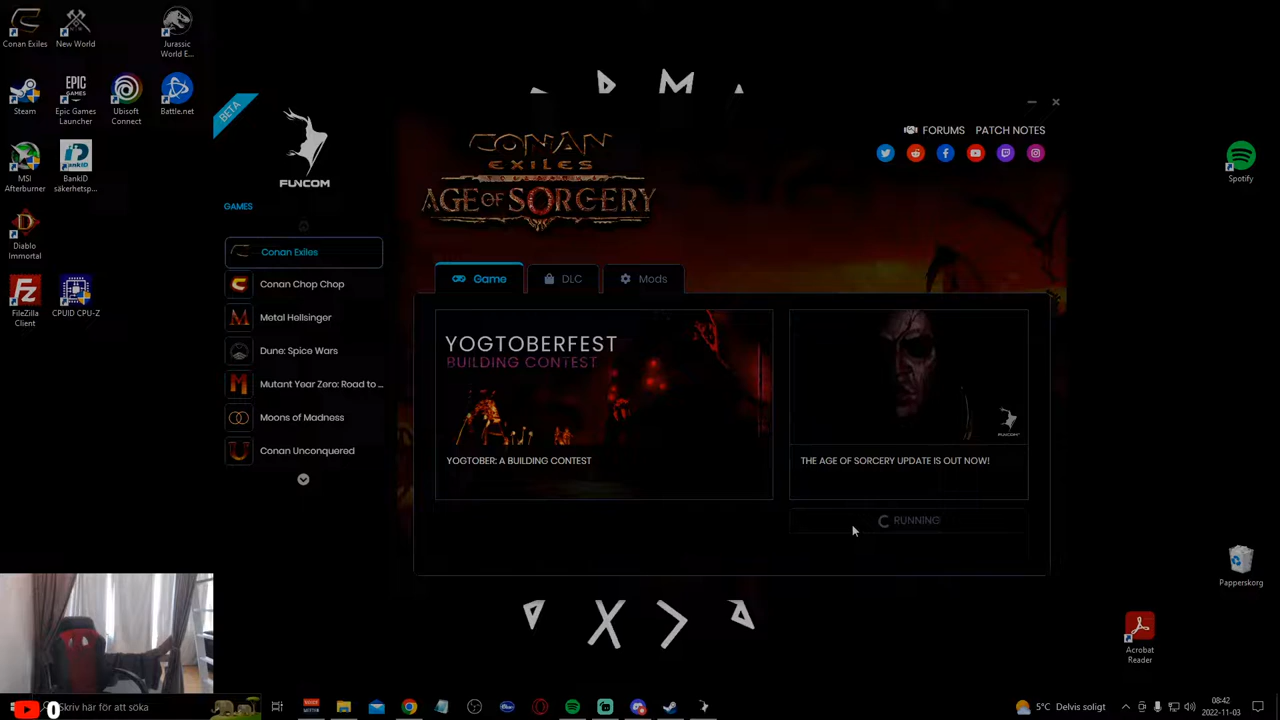 Conan Exiles
New World
Jurassic
World E...
Steam
Epic Games
Launcher
Ubisoft
Connect
Battle.net
MSI
Afterburner
BankID
säkerhetsp...
Diablo
Immortal
FileZilla
Client
CPUID CPU-Z
BETA
FUNCOM
GAMES
Conan Exiles
Conan Chop Chop
Metal Hellsinger
Dune: Spice Wars
Mutant Year Zero: Road to ...
Moons of Madness
Conan Unconquered
CONAN
EXILES
AGE OF SORCERY
FORUMS
PATCH NOTES
Game
DLC
Mods
YOGTOBERFEST
BUILDING CONTEST
YOGTOBER: A BUILDING CONTEST
FUNCOM
THE AGE OF SORCERY UPDATE IS OUT NOW!
RUNNING
Spotify
Papperskorg
Acrobat
Reader
0
Skriv här för att söka
5°C Delvis soligt
08:42
2022-11-03